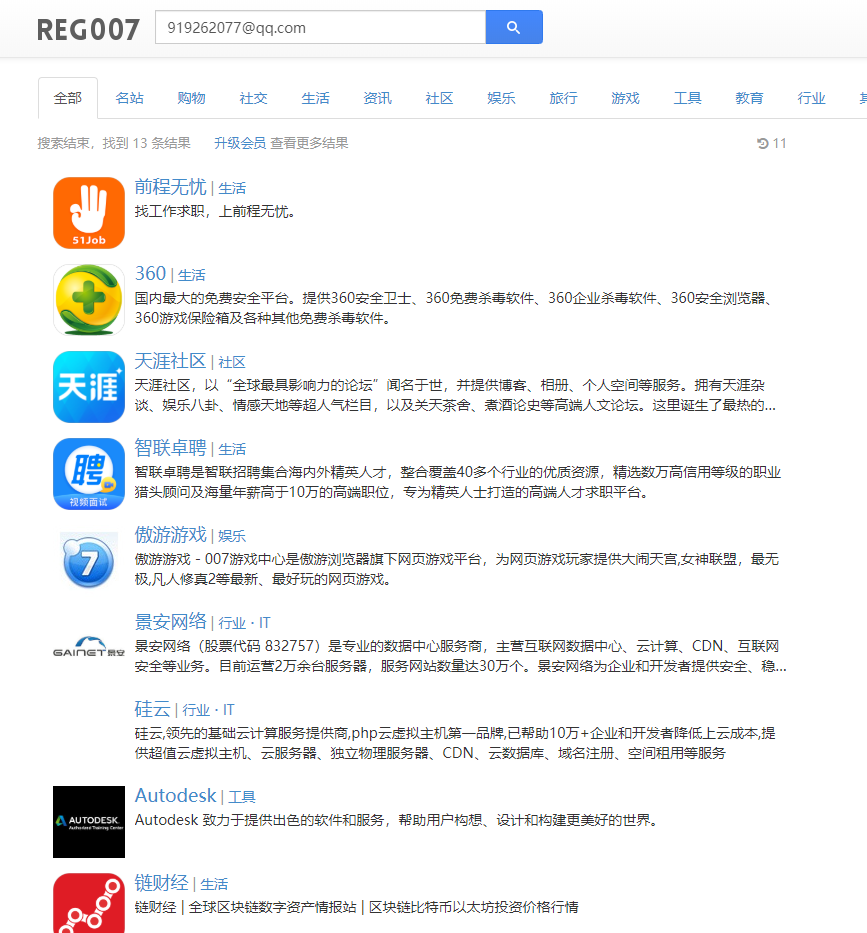 REG007
919262077@qq.com
全部 名站 购物 社交 生活 资讯 社区 娱乐 旅行 游戏 工具 教育 行业
搜索结束，找到 13 条结果 升级会员 查看更多结果 11
前程无忧 | 生活
找工作求职，上前程无忧。
51Job
360 | 生活
国内最大的免费安全平台。提供360安全卫士、360免费杀毒软件、360企业杀毒软件、360安全浏览器、
360游戏保险箱及各种其他免费杀毒软件。
天涯社区 | 社区
天涯
天涯社区，以“全球最具影响力的论坛”闻名于世，并提供博客、相册、个人空间等服务。拥有天涯杂
谈、娱乐八卦、情感天地等超人气栏目，以及关天茶舍、煮酒论史等高端人文论坛。这里诞生了最热的...
智联卓聘 | 生活
聘
视频面试
智联卓聘是智联招聘集合海内外精英人才，整合覆盖40多个行业的优质资源，精选数万高信用等级的职业
猎头顾问及海量年薪高于10万的高端职位，专为精英人士打造的高端人才求职平台。
傲游游戏 | 娱乐
7
傲游游戏 - 007游戏中心是傲游浏览器旗下网页游戏平台，为网页游戏玩家提供大闹天宫,女神联盟，最无
极,凡人修真2等最新、最好玩的网页游戏。
景安网络 | 行业 · IT
GAINET景安
景安网络（股票代码 832757）是专业的数据中心服务商，主营互联网数据中心、云计算、CDN、互联网
安全等业务。目前运营2万余台服务器，服务网站数量达30万个。景安网络为企业和开发者提供安全、稳...
硅云 | 行业 · IT
硅云,领先的基础云计算服务提供商,php云虚拟主机第一品牌,已帮助10万+企业和开发者降低上云成本,提
供超值云虚拟主机、云服务器、独立物理服务器、CDN、云数据库、域名注册、空间租用等服务
Autodesk | 工具
AUTODESK.
Authorized Training Center
Autodesk 致力于提供出色的软件和服务，帮助用户构想、设计和构建更美好的世界。
链财经 | 生活
链财经 | 全球区块链数字资产情报站 | 区块链比特币以太坊投资价格行情